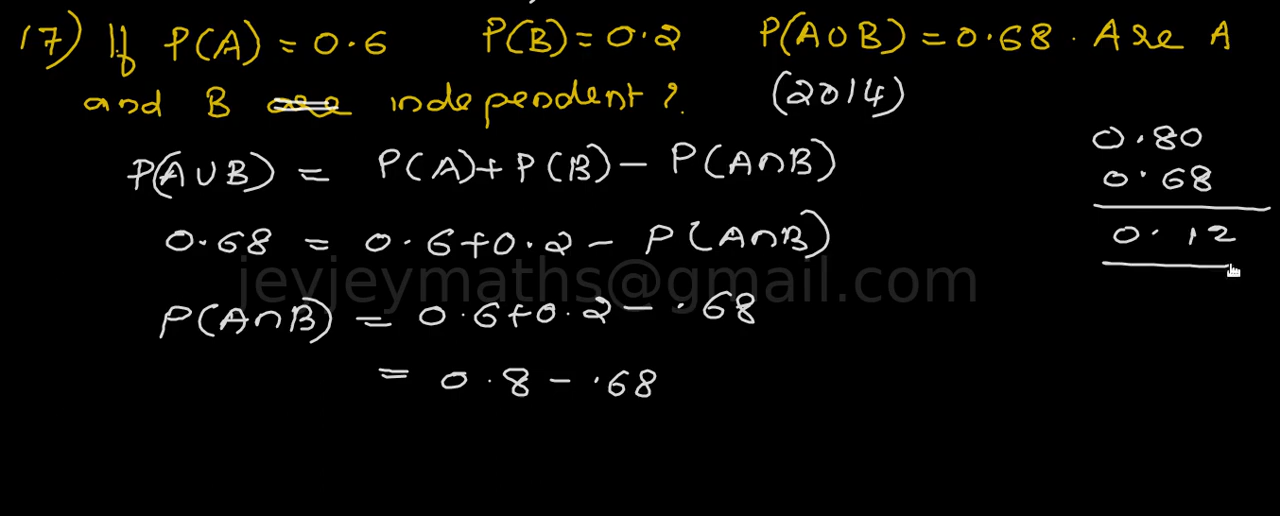 17) If P(A) = 0.6 P(B) = 0.2 P(A∪B) = 0.68. Are A
and B are independent? (2014)
P(A∪B) = P(A)+P(B)- P(A∩B)
0.68 = 0.6+0.2 - P(A∩B)
P(A∩B) = 0.6+0.2 - .68
= 0.8 - .68
0.80
0.68
0.12
jevjeymaths@gmail.com